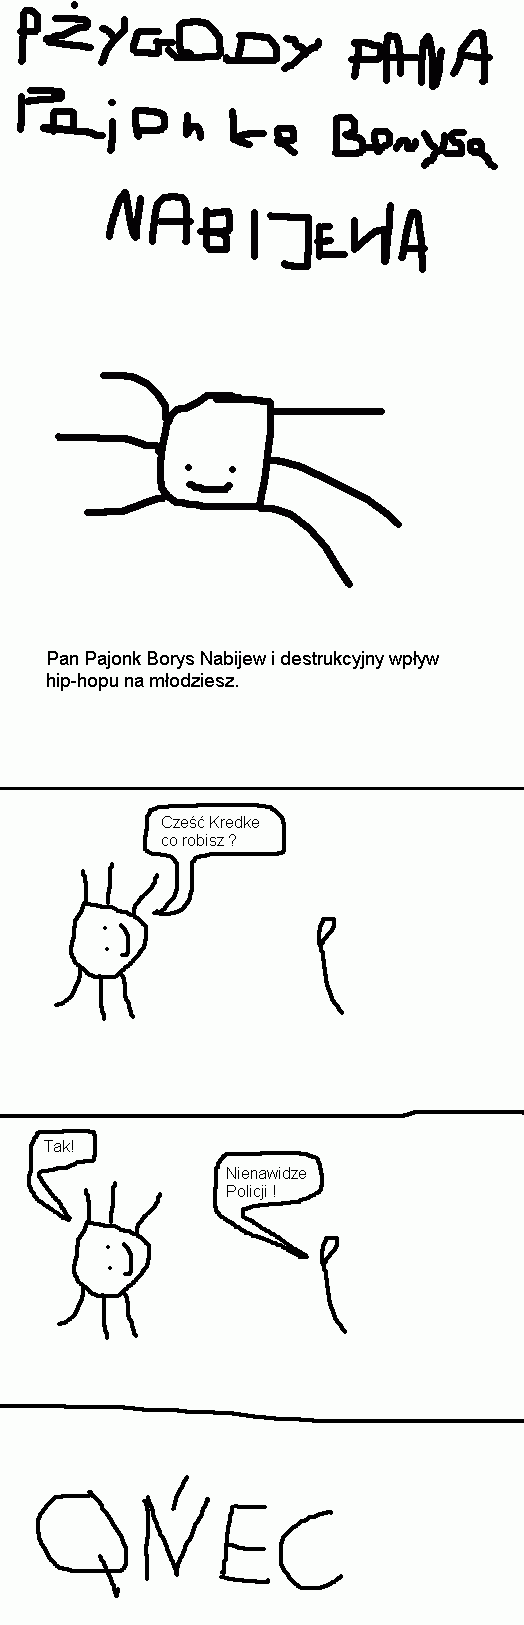 PŻYGODY PANA
Pajonka Borysa
NABIJEWA
Pan Pajonk Borys Nabijew i destrukcyjny wpływ
hip-hopu na młodziesz.
Cześć Kredke
co robisz ?
Tak!
Nienawidze
Policji !
QŃEC